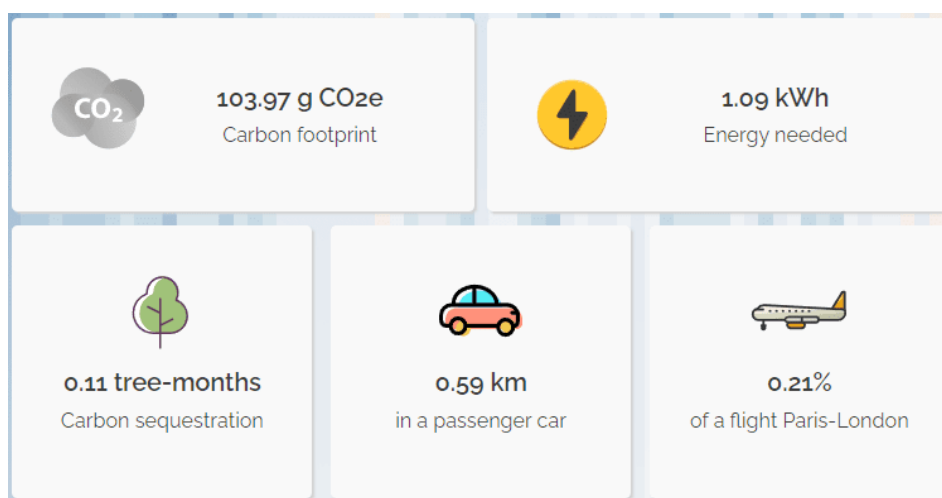 CO₂
103.97 g CO2e
Carbon footprint
1.09 kWh
Energy needed
0.11 tree-months
Carbon sequestration
0.59 km
in a passenger car
0.21%
of a flight Paris-London